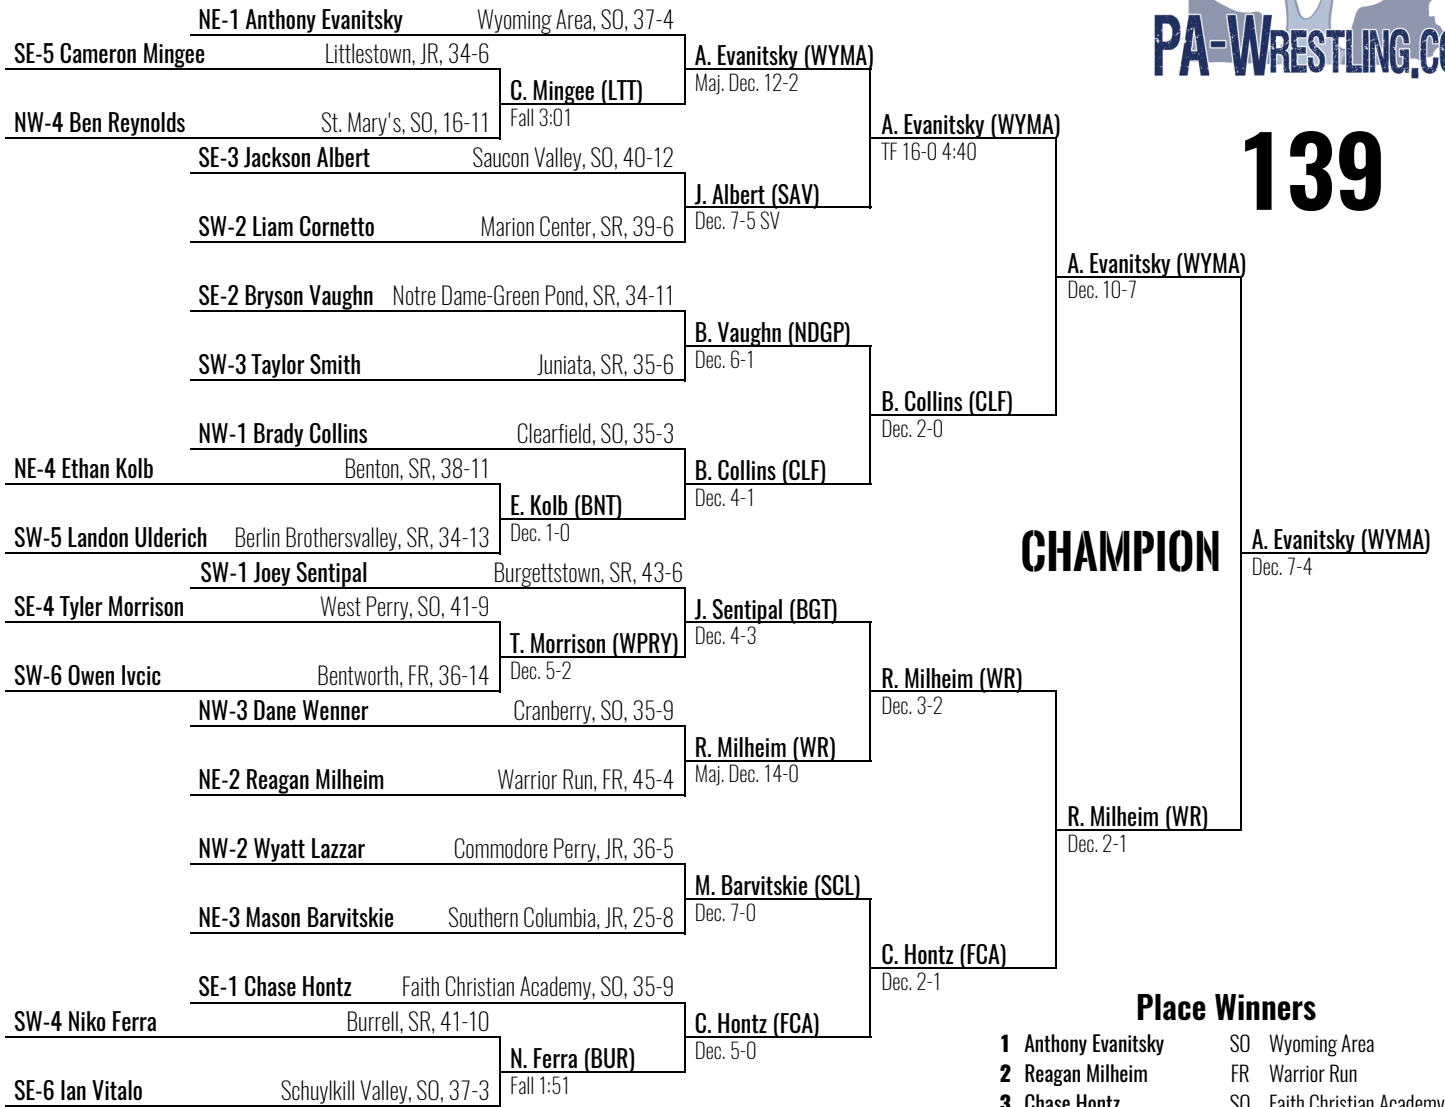 NE-1 Anthony Evanitsky Wyoming Area, SO, 37-4
SE-5 Cameron Mingee Littlestown, JR, 34-6
C. Mingee (LTT)
Fall 3:01
NW-4 Ben Reynolds St. Mary's, SO, 16-11
A. Evanitsky (WYMA)
Maj. Dec. 12-2
SE-3 Jackson Albert Saucon Valley, SO, 40-12
J. Albert (SAV)
Dec. 7-5 SV
SW-2 Liam Cornetto Marion Center, SR, 39-6
A. Evanitsky (WYMA)
TF 16-0 4:40
SE-2 Bryson Vaughn Notre Dame-Green Pond, SR, 34-11
B. Vaughn (NDGP)
Dec. 6-1
SW-3 Taylor Smith Juniata, SR, 35-6
B. Collins (CLF)
Dec. 2-0
NW-1 Brady Collins Clearfield, SO, 35-3
B. Collins (CLF)
Dec. 4-1
NE-4 Ethan Kolb Benton, SR, 38-11
E. Kolb (BNT)
Dec. 1-0
SW-5 Landon Ulderich Berlin Brothersvalley, SR, 34-13
A. Evanitsky (WYMA)
Dec. 10-7
SW-1 Joey Sentipal Burgettstown, SR, 43-6
J. Sentipal (BGT)
Dec. 4-3
SE-4 Tyler Morrison West Perry, SO, 41-9
T. Morrison (WPRY)
Dec. 5-2
SW-6 Owen Ivcic Bentworth, FR, 36-14
R. Milheim (WR)
Dec. 3-2
NW-3 Dane Wenner Cranberry, SO, 35-9
R. Milheim (WR)
Maj. Dec. 14-0
NE-2 Reagan Milheim Warrior Run, FR, 45-4
NW-2 Wyatt Lazzar Commodore Perry, JR, 36-5
M. Barvitskie (SCL)
Dec. 7-0
NE-3 Mason Barvitskie Southern Columbia, JR, 25-8
R. Milheim (WR)
Dec. 2-1
C. Hontz (FCA)
Dec. 2-1
SE-1 Chase Hontz Faith Christian Academy, SO, 35-9
C. Hontz (FCA)
Dec. 5-0
SW-4 Niko Ferra Burrell, SR, 41-10
N. Ferra (BUR)
Fall 1:51
SE-6 Ian Vitalo Schuylkill Valley, SO, 37-3
PA-WRESTLING.CO
139
CHAMPION
A. Evanitsky (WYMA)
Dec. 7-4
Place Winners
1 Anthony Evanitsky SO Wyoming Area
2 Reagan Milheim FR Warrior Run
3 Chase Hontz SO Faith Christian Academy